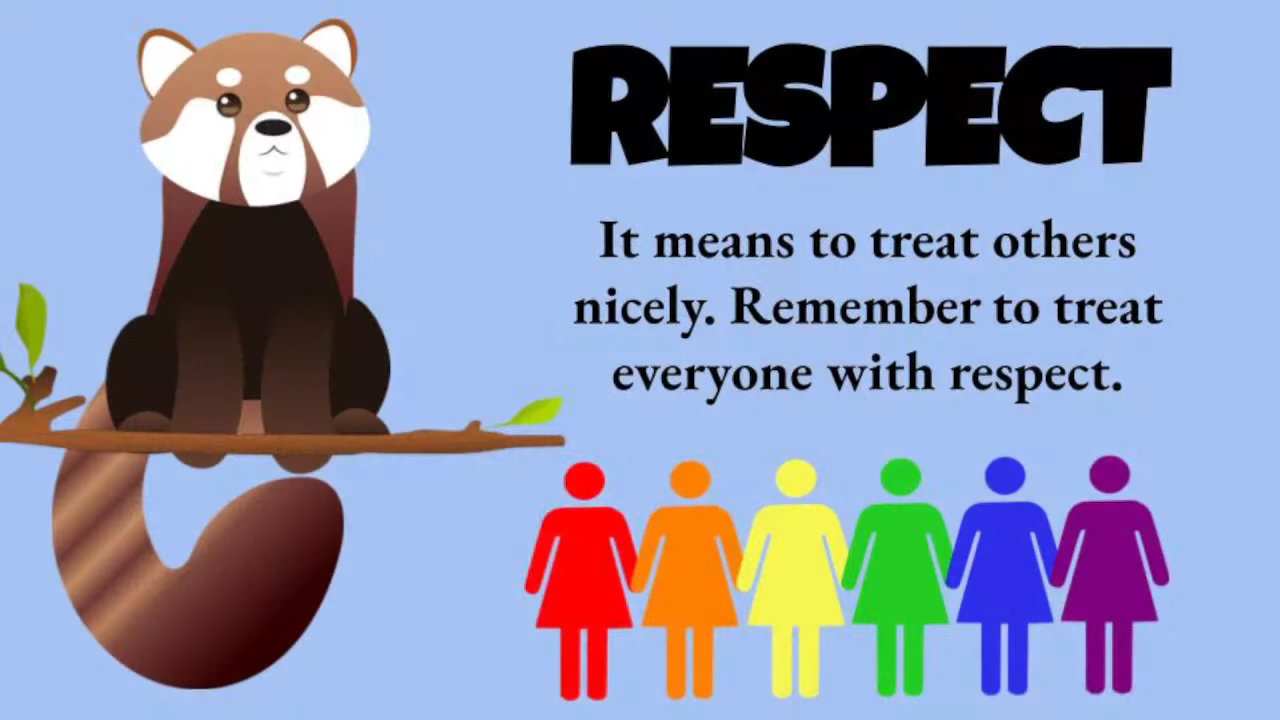 RESPECT
It means to treat others
nicely. Remember to treat
everyone with respect.